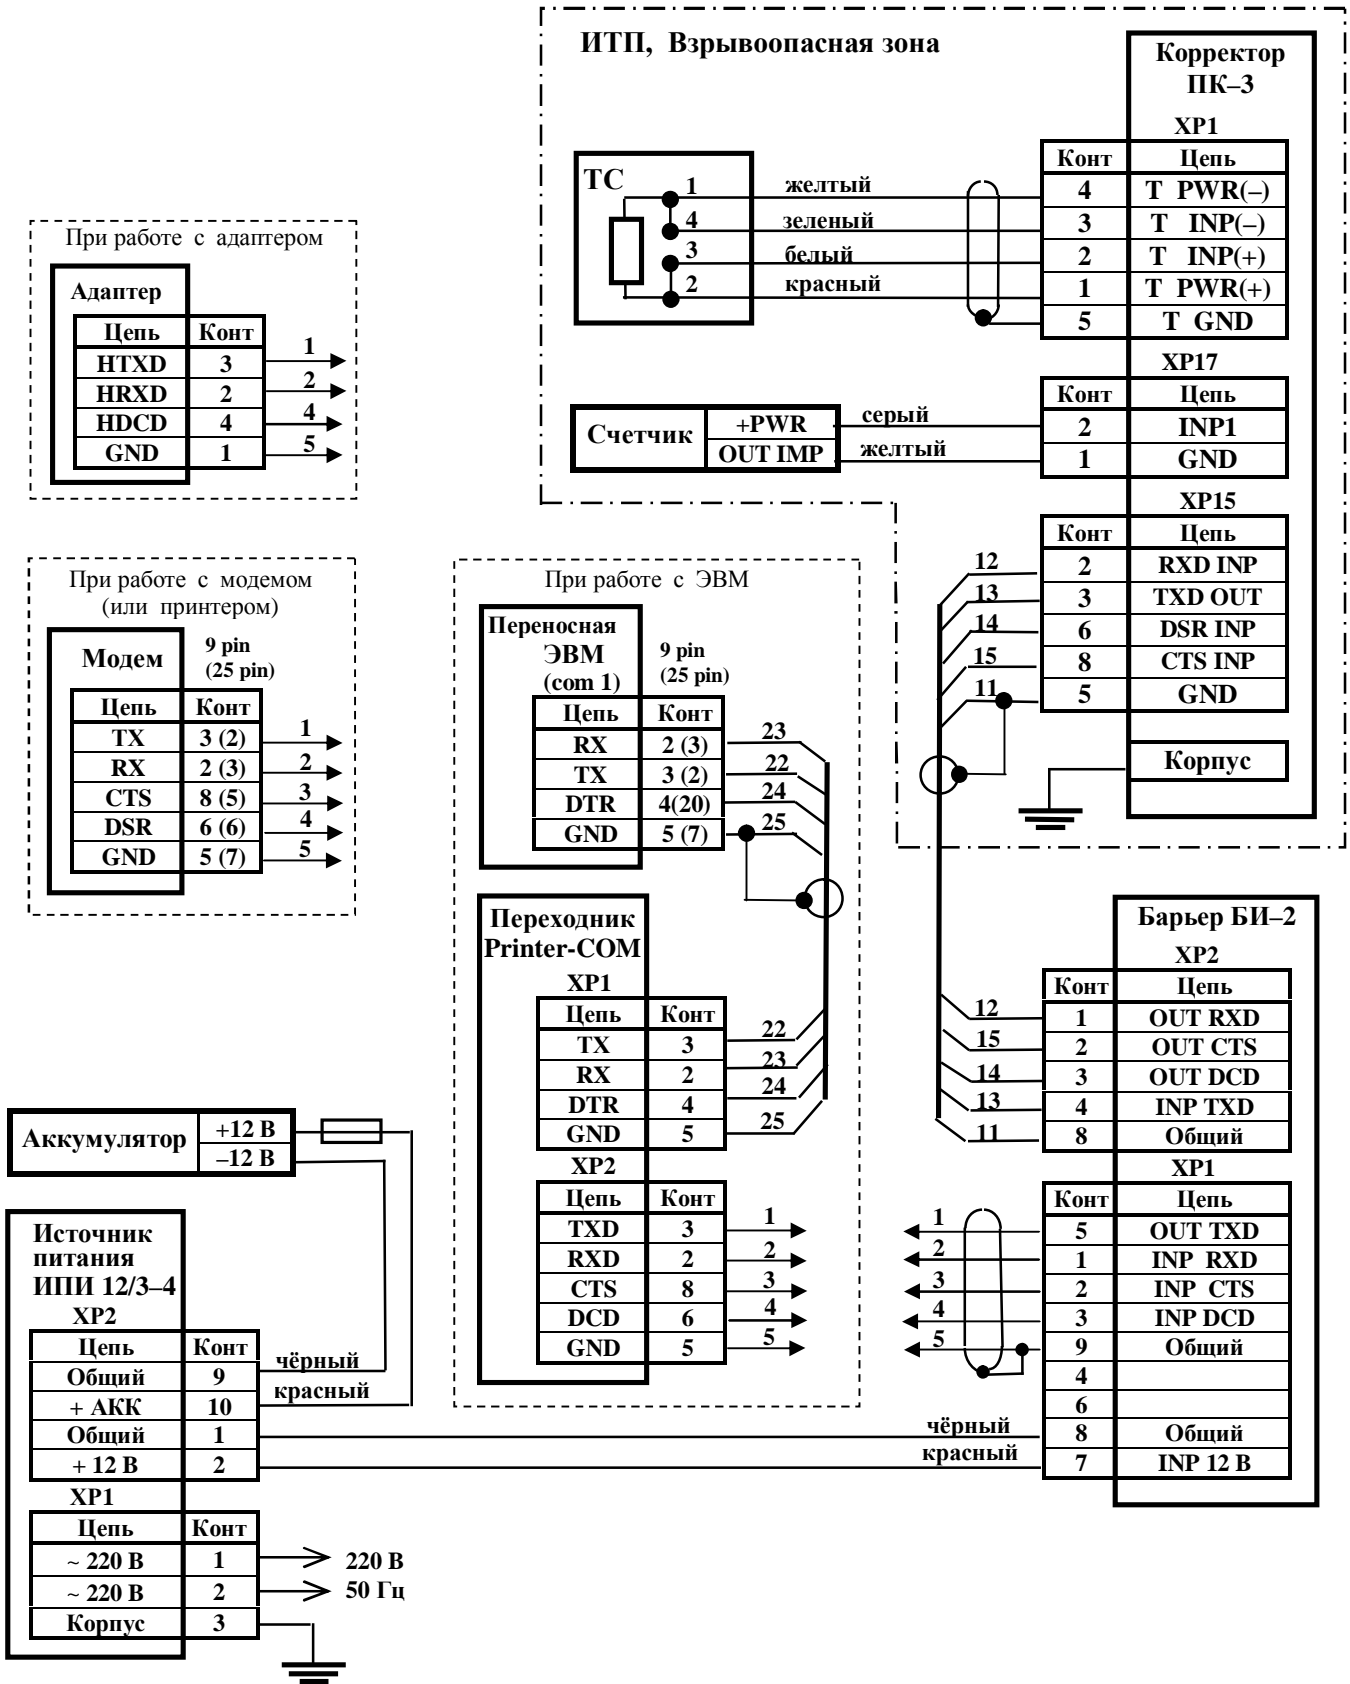 ИТП, Взрывоопасная зона
Корректор
ПК–3
XP1
Конт Цепь
4 T PWR(–)
3 T INP(–)
2 T INP(+)
1 T PWR(+)
5 T GND
ТС
1 желтый
4 зеленый
3 белый
2 красный
XP17
Конт Цепь
2 INP1
1 GND
Счетчик
+PWR серый
OUT IMP желтый
XP15
Конт Цепь
12 2 RXD INP
13 3 TXD OUT
14 6 DSR INP
15 8 CTS INP
11 5 GND
Корпус
При работе с адаптером
Адаптер
Цепь Конт
HTXD 3 1
HRXD 2 2
HDCD 4 4
GND 1 5
При работе с модемом
(или принтером)
Модем
9 pin
(25 pin)
Цепь Конт
TX 3 (2) 1
RX 2 (3) 2
CTS 8 (5) 3
DSR 6 (6) 4
GND 5 (7) 5
При работе с ЭВМ
Переносная
ЭВМ
(com 1)
9 pin
(25 pin)
Цепь Конт
RX 2 (3) 23
TX 3 (2) 22
DTR 4(20) 24
GND 5 (7) 25
Переходник
Printer-COM
XP1
Цепь Конт
TX 3 22
RX 2 23
DTR 4 24
GND 5 25
XP2
Цепь Конт
TXD 3 1
RXD 2 2
CTS 8 3
DCD 6 4
GND 5 5
Барьер БИ–2
XP2
Конт Цепь
12 1 OUT RXD
15 2 OUT CTS
14 3 OUT DCD
13 4 INP TXD
11 8 Общий
XP1
Конт Цепь
1 5 OUT TXD
2 1 INP RXD
3 2 INP CTS
4 3 INP DCD
5 9 Общий
4
6
чёрный 8 Общий
красный 7 INP 12 В
Аккумулятор
+12 В
–12 В
Источник
питания
ИПИ 12/3–4
XP2
Цепь Конт
Общий 9 чёрный
+ АКК 10 красный
Общий 1
+ 12 В 2
XP1
Цепь Конт
~ 220 В 1 220 В
~ 220 В 2 50 Гц
Корпус 3